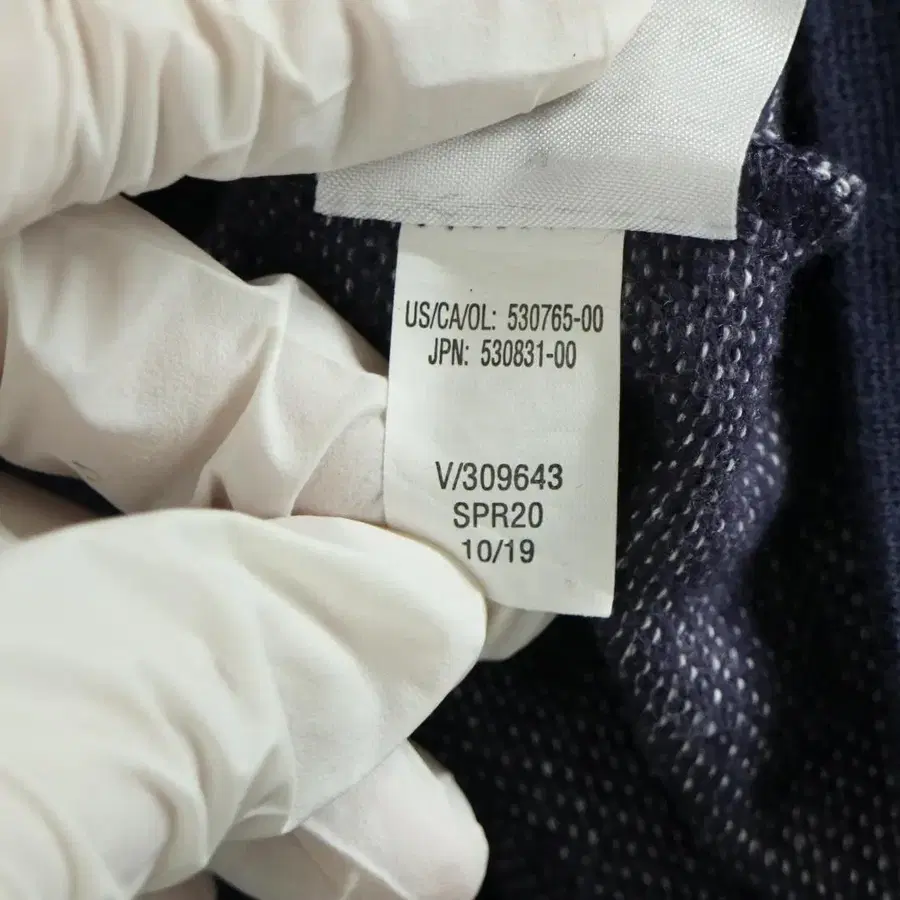 US/CA/OL: 530765-00
JPN: 530831-00
V/309643
SPR20
10/19